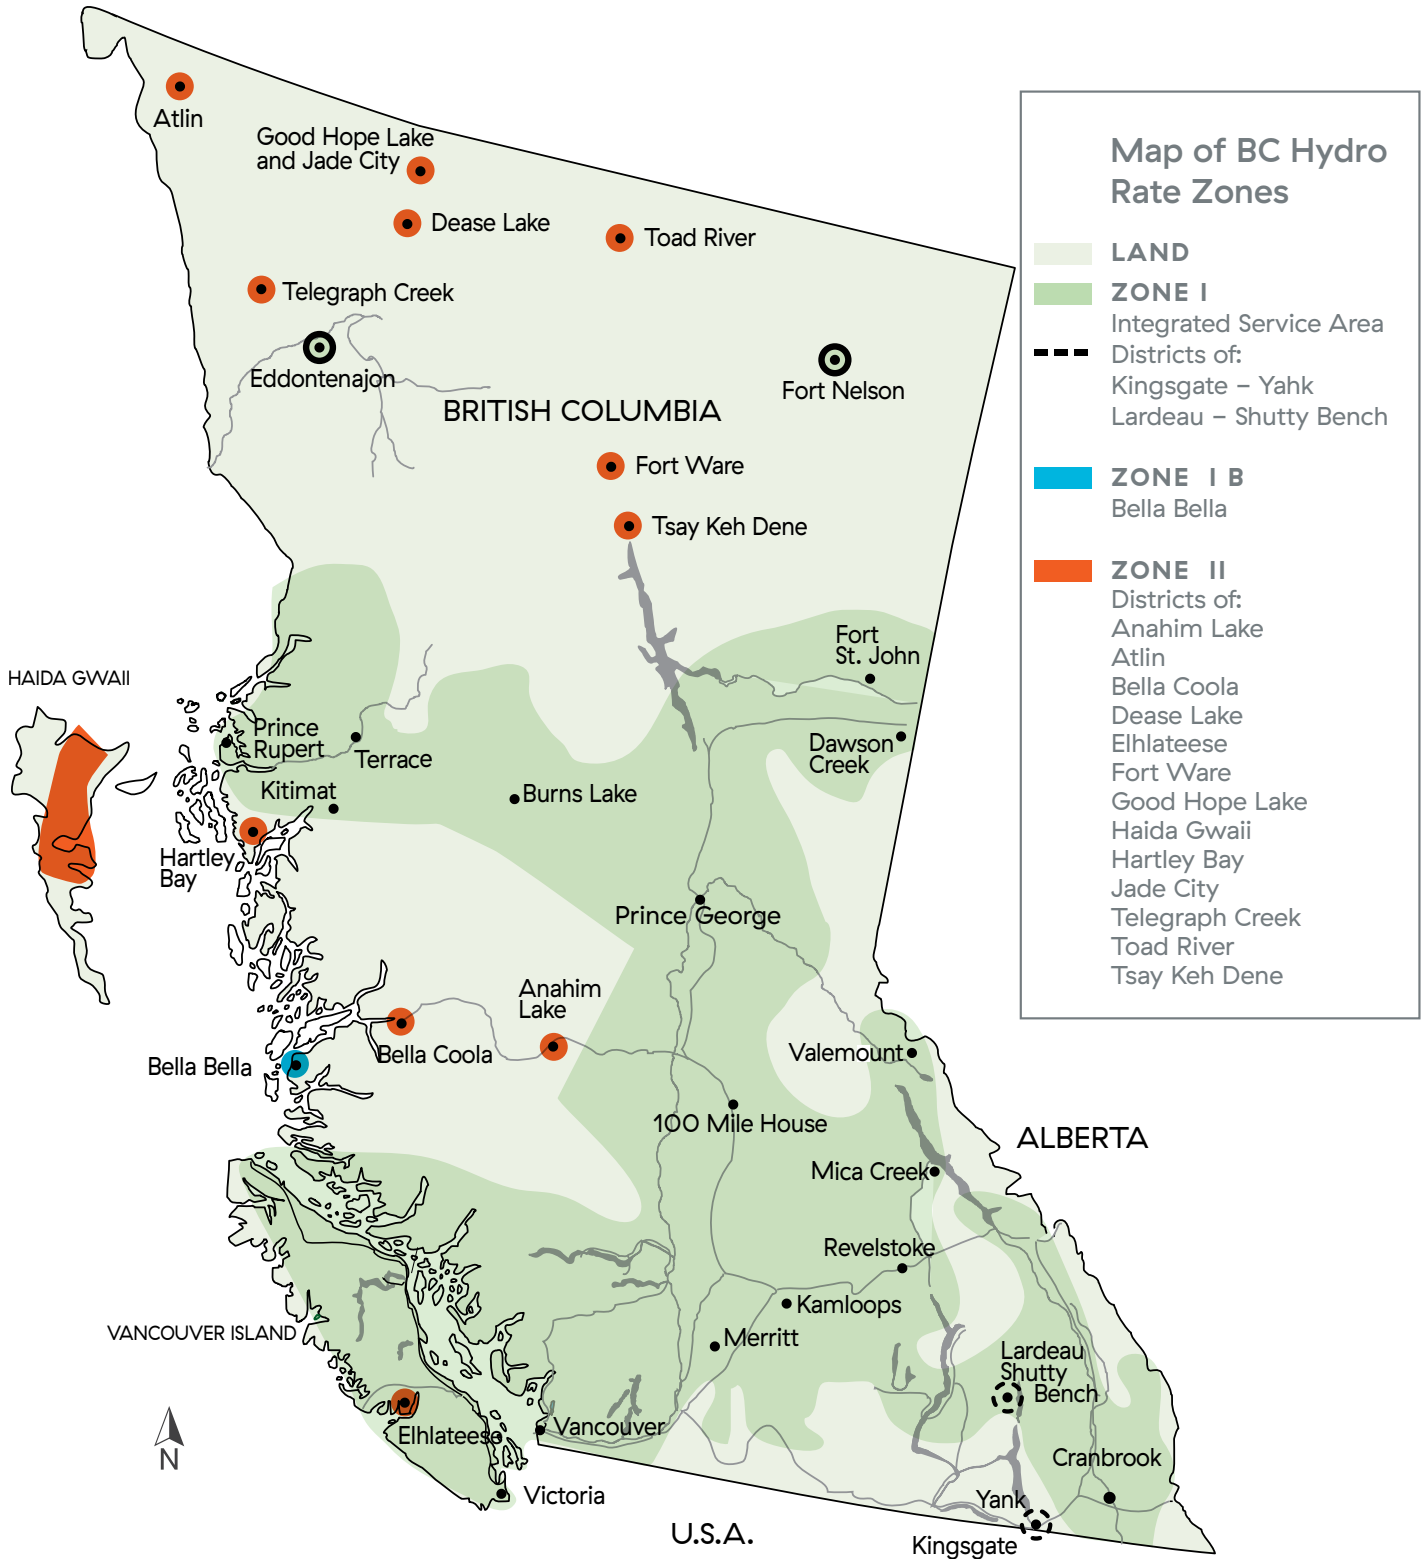 Atlin
Good Hope Lake
and Jade City
Dease Lake
Toad River
Telegraph Creek
Eddontenajon
Fort Nelson
BRITISH COLUMBIA
Fort Ware
Tsay Keh Dene
Fort
St. John
HAIDA GWAII
Prince
Rupert
Terrace
Dawson
Creek
Kitimat
Burns Lake
Hartley
Bay
Prince George
Anahim
Lake
Bella Coola
Bella Bella
Valemount
100 Mile House
ALBERTA
Mica Creek
Revelstoke
Kamloops
VANCOUVER ISLAND
Merritt
Lardeau
Shutty
Bench
Elhlateese
Vancouver
Cranbrook
N
Victoria
Yank
U.S.A.
Kingsgate
Map of BC Hydro
Rate Zones
LAND
ZONE I
Integrated Service Area
Districts of:
Kingsgate – Yahk
Lardeau – Shutty Bench
ZONE I B
Bella Bella
ZONE II
Districts of:
Anahim Lake
Atlin
Bella Coola
Dease Lake
Elhlateese
Fort Ware
Good Hope Lake
Haida Gwaii
Hartley Bay
Jade City
Telegraph Creek
Toad River
Tsay Keh Dene